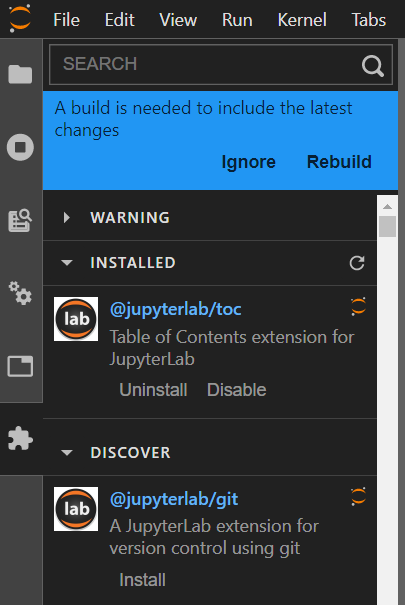 File Edit View Run Kernel Tabs
SEARCH
A build is needed to include the latest
changes
Ignore Rebuild
WARNING
INSTALLED
lab @jupyterlab/toc
Table of Contents extension for
JupyterLab
Uninstall Disable
DISCOVER
lab @jupyterlab/git
A JupyterLab extension for
version control using git
Install